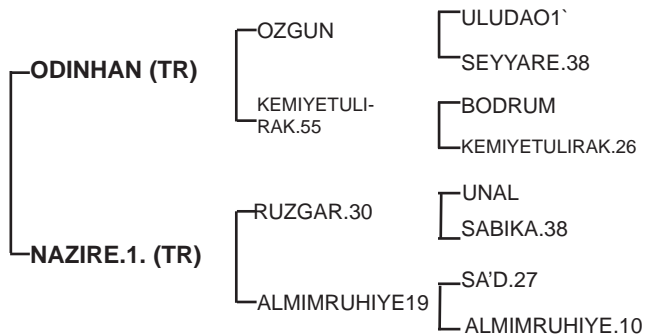 ULUDAO1`
OZGUN
SEYYARE.38
ODINHAN (TR)
KEMIYETULI-
RAK.55
BODRUM
KEMIYETULIRAK.26
UNAL
RUZGAR.30
SABIKA.38
NAZIRE.1. (TR)
SA'D.27
ALMIMRUHIYE19
ALMIMRUHIYE.10